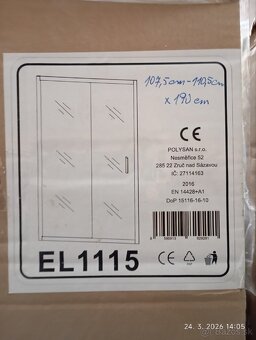 107,5cm - 110,5cm
x 190 cm
CE
POLYSAN s.r.o.
Nesměřice 52
285 22 Zruč nad Sázavou
IČ: 27114163
2016
EN 14428+A1
DoP 15116-16-10
EL1115
CE
24. 3. 2026 14:05